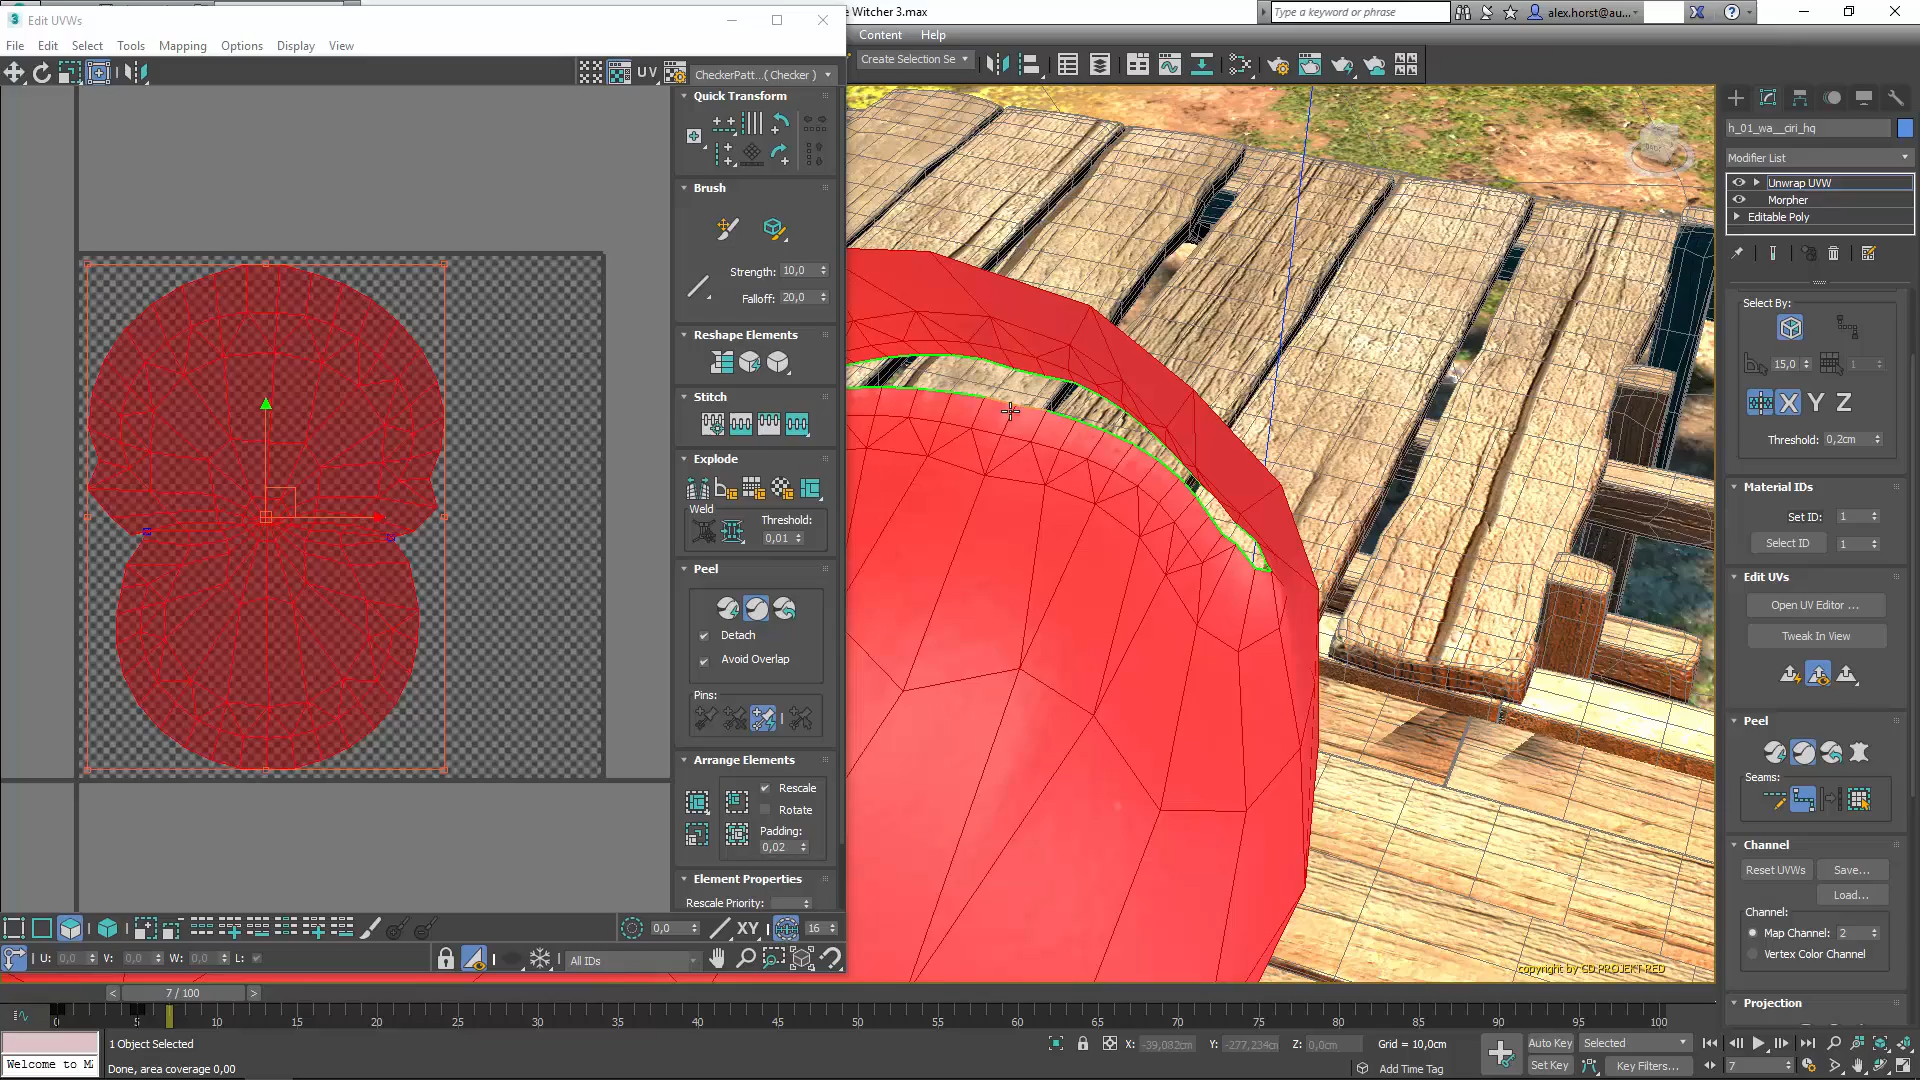 Edit UVWs
e Witcher 3.max
Type a keyword or phrase
alex.horst@au...
File Edit Select Tools Mapping Options Display View
Content Help
UV
CheckerPatt...( Checker )
Create Selection Se
Quick Transform
h_01_wa__ciri_hq
Modifier List
Unwrap UVW
Morpher
Editable Poly
Brush
Strength: 10,0
Falloff: 20,0
Select By:
15,0
1
X Y Z
Threshold: 0,2cm
Reshape Elements
Stitch
Explode
Weld
Threshold:
0,01
Material IDs
Set ID: 1
Select ID 1
Edit UVs
Open UV Editor ...
Tweak In View
Peel
Detach
Avoid Overlap
Pins:
Peel
Seams:
Arrange Elements
Rescale
Rotate
Padding:
0,02
Element Properties
Rescale Priority:
Channel
Reset UVWs Save...
Load...
Channel:
Map Channel: 2
Vertex Color Channel
Projection
0,0 XY 16
U: 0,0 V: 0,0 W: 0,0 L:
All IDs
copyright by CD PROJEKT RED
< 7 / 100 >
0 5 10 15 20 25 30 35 40 45 50 55 60 65 70 75 80 85 90 95 100
1 Object Selected
X: -39,082cm Y: -277,234cm Z: 0,0cm Grid = 10,0cm
Auto Key Selected
Welcome to M
Done, area coverage 0,00
Add Time Tag
Set Key Key Filters...
7